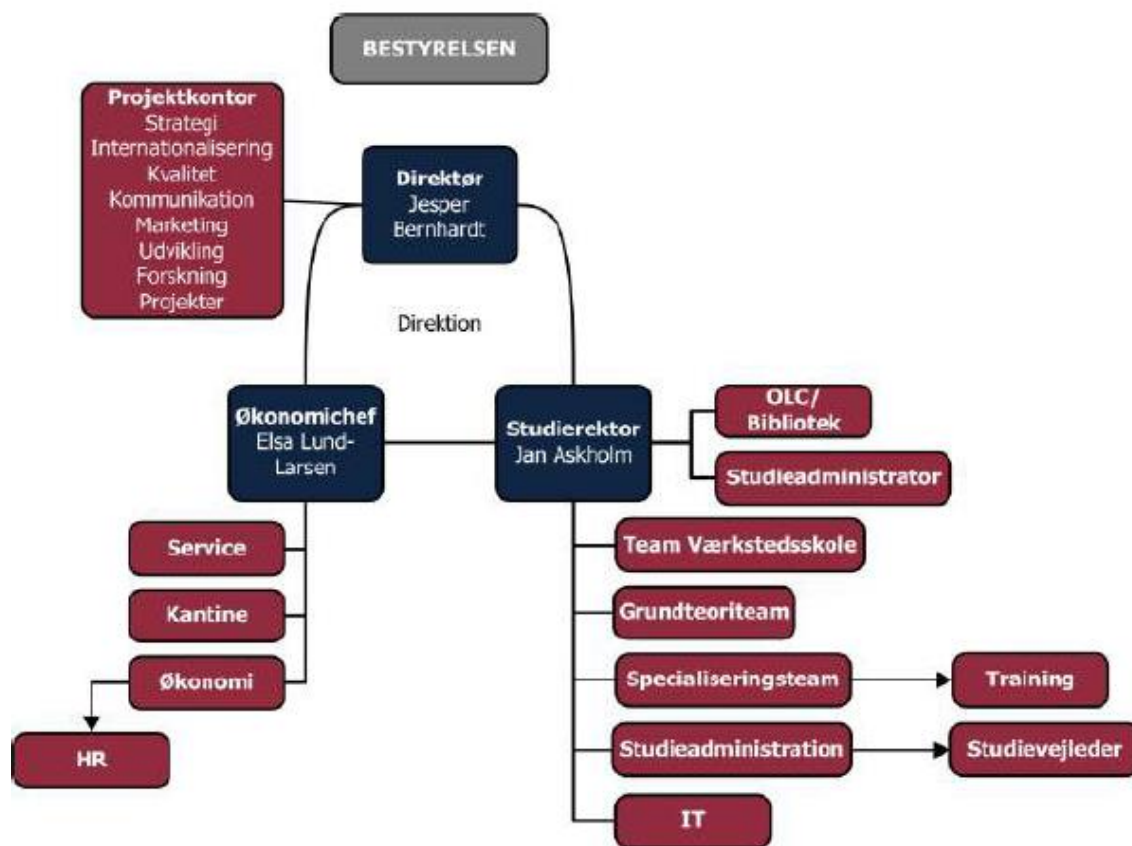 BESTYRELSEN
Projektkontor
Strategi
Internationalisering
Kvalitet
Kommunikation
Marketing
Udvikling
Forskning
Projekter
Direktør
Jesper
Bernhardt
Direktion
Økonomichef
Elsa Lund-
Larsen
Studierektor
Jan Askholm
OLC/
Bibliotek
Studieadministrator
Service
Kantine
Økonomi
HR
Team Værkstedsskole
Grundteoriteam
Specialiseringsteam
Training
Studieadministration
Studievejleder
IT